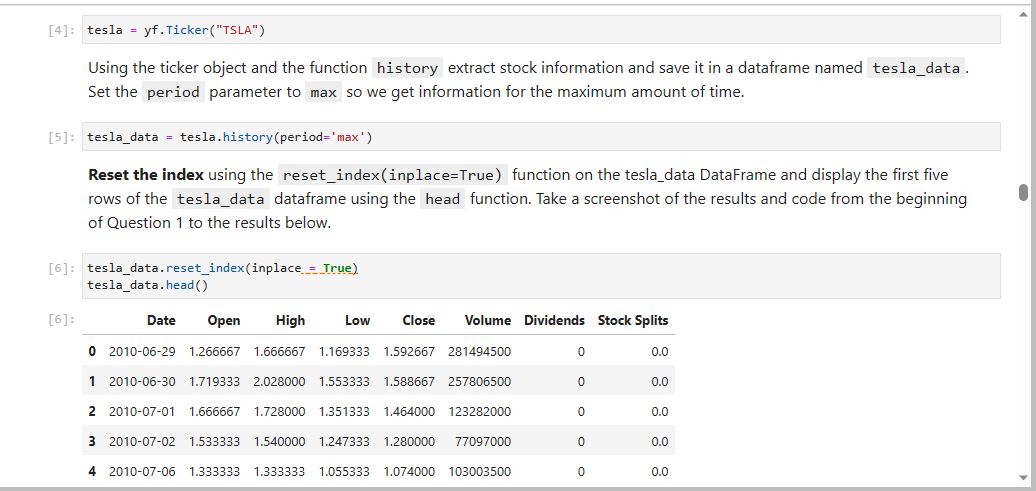 [4]: tesla = yf.Ticker("TSLA")
Using the ticker object and the function history extract stock information and save it in a dataframe named tesla_data .
Set the period parameter to max so we get information for the maximum amount of time.
[5]: tesla_data = tesla.history(period='max')
Reset the index using the reset_index(inplace=True) function on the tesla_data DataFrame and display the first five
rows of the tesla_data dataframe using the head function. Take a screenshot of the results and code from the beginning
of Question 1 to the results below.
[6]: tesla_data.reset_index(inplace = True)
tesla_data.head()
[6]: Date Open High Low Close Volume Dividends Stock Splits
0 2010-06-29 1.266667 1.666667 1.169333 1.592667 281494500 0 0.0
1 2010-06-30 1.719333 2.028000 1.553333 1.588667 257806500 0 0.0
2 2010-07-01 1.666667 1.728000 1.351333 1.464000 123282000 0 0.0
3 2010-07-02 1.533333 1.540000 1.247333 1.280000 77097000 0 0.0
4 2010-07-06 1.333333 1.333333 1.055333 1.074000 103003500 0 0.0